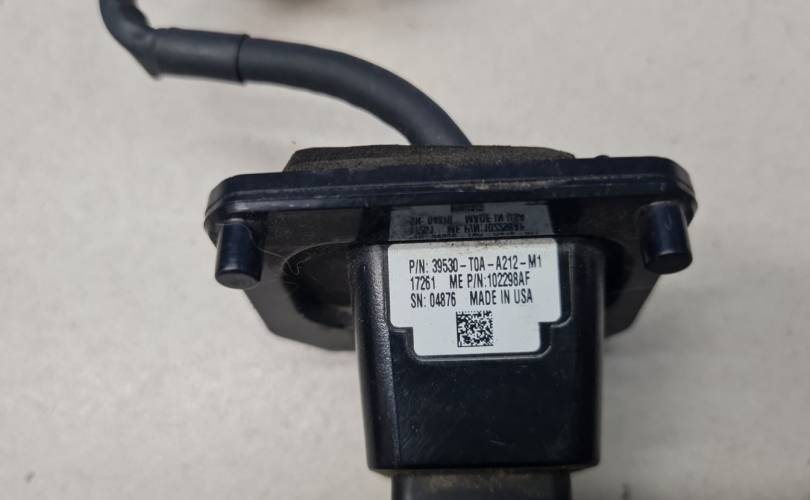 P/N: 39530-T0A-A212-M1
17261 ME P/N:102298AF
SN: 04876 MADE IN USA